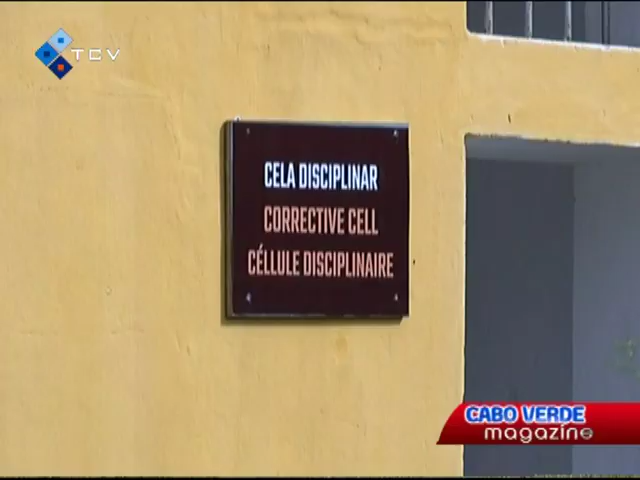 TCV
CELA DISCIPLINAR
CORRECTIVE CELL
CÉLLULE DISCIPLINAIRE
CABO VERDE
magazine